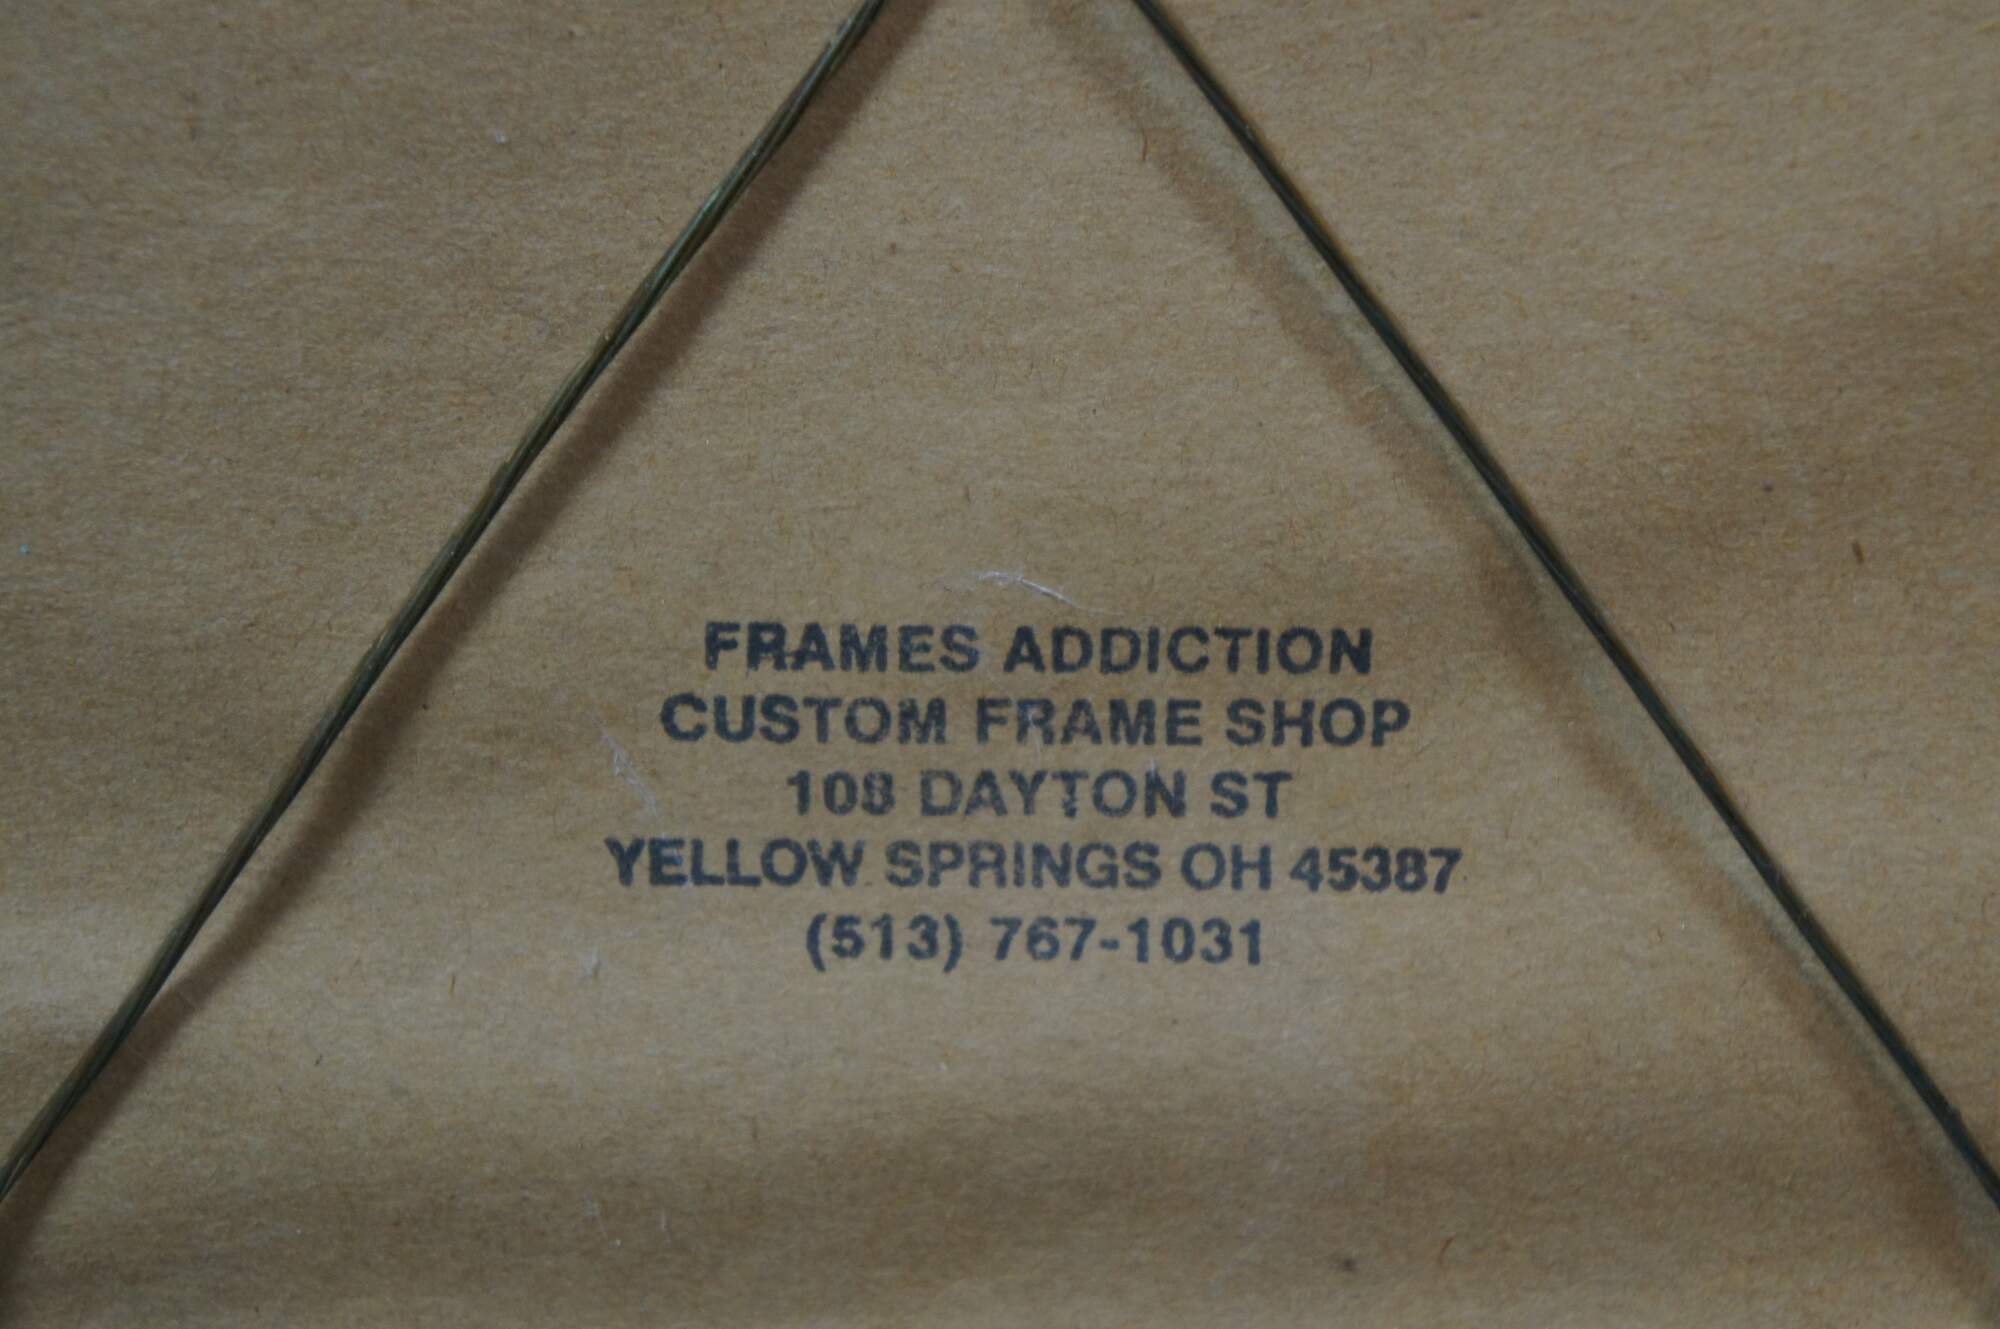 FRAMES ADDICTION
CUSTOM FRAME SHOP
108 DAYTON ST
YELLOW SPRINGS OH 45387
(513) 767-1031